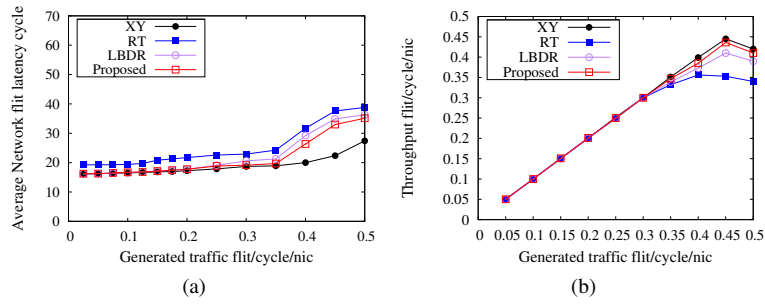 Average Network flit latency cycle
70
60
50
40
30
20
10
0
XY
RT
LBDR
Proposed
0 0.1 0.2 0.3 0.4 0.5
Generated traffic flit/cycle/nic
(a)
Throughput flit/cycle/nic
0.5
0.45
0.4
0.35
0.3
0.25
0.2
0.15
0.1
0.05
XY
RT
LBDR
Proposed
0 0.05 0.1 0.15 0.2 0.25 0.3 0.35 0.4 0.45 0.5
Generated traffic flit/cycle/nic
(b)